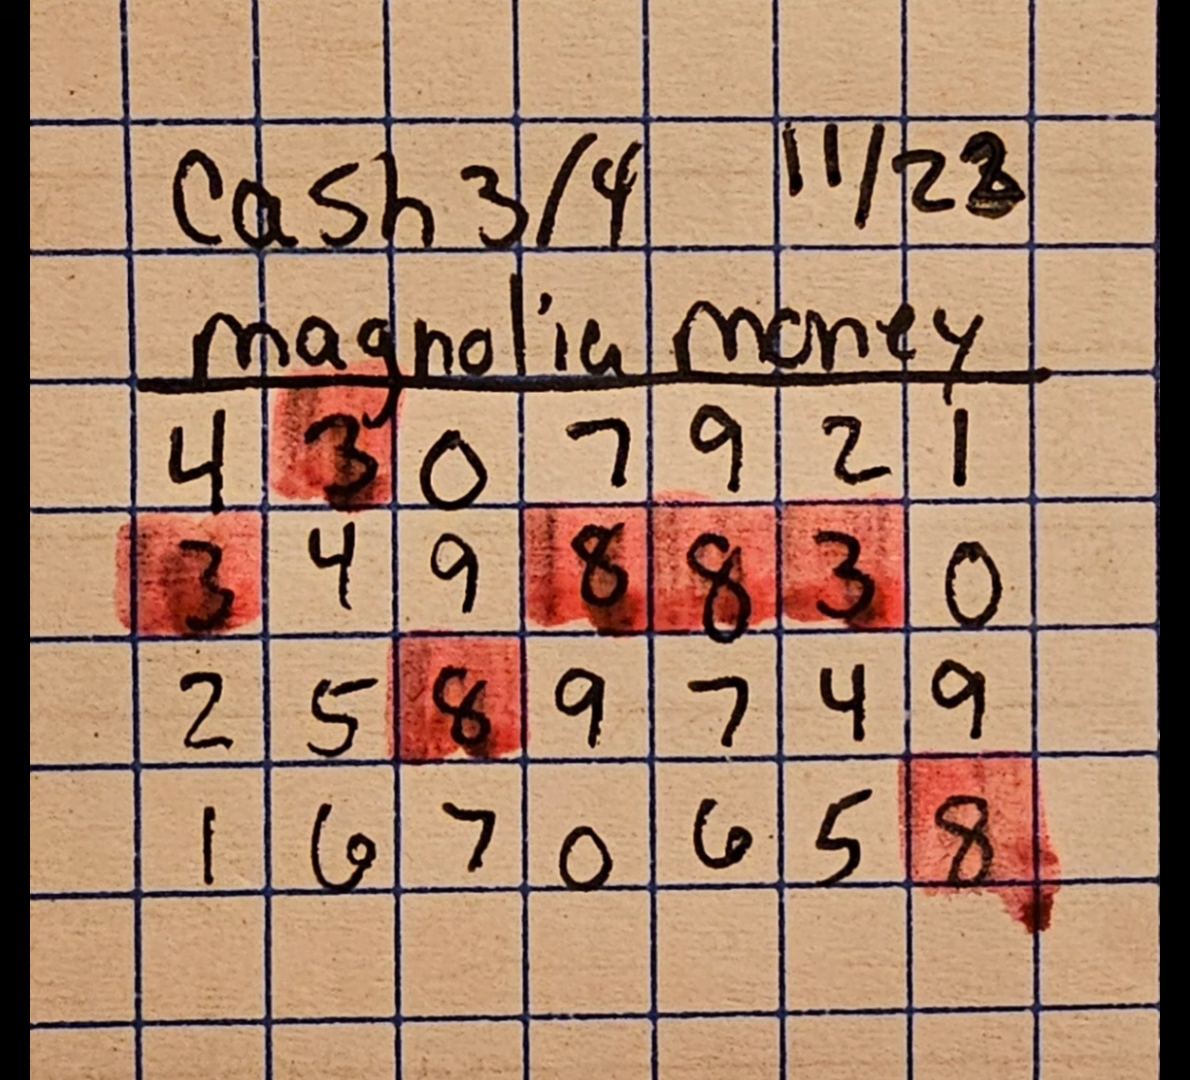 Cash 3/4 11/23
magnolia money
4 3 0 7 9 2 1
3 4 9 8 8 3 0
2 5 8 9 7 4 9
1 6 7 0 6 5 8